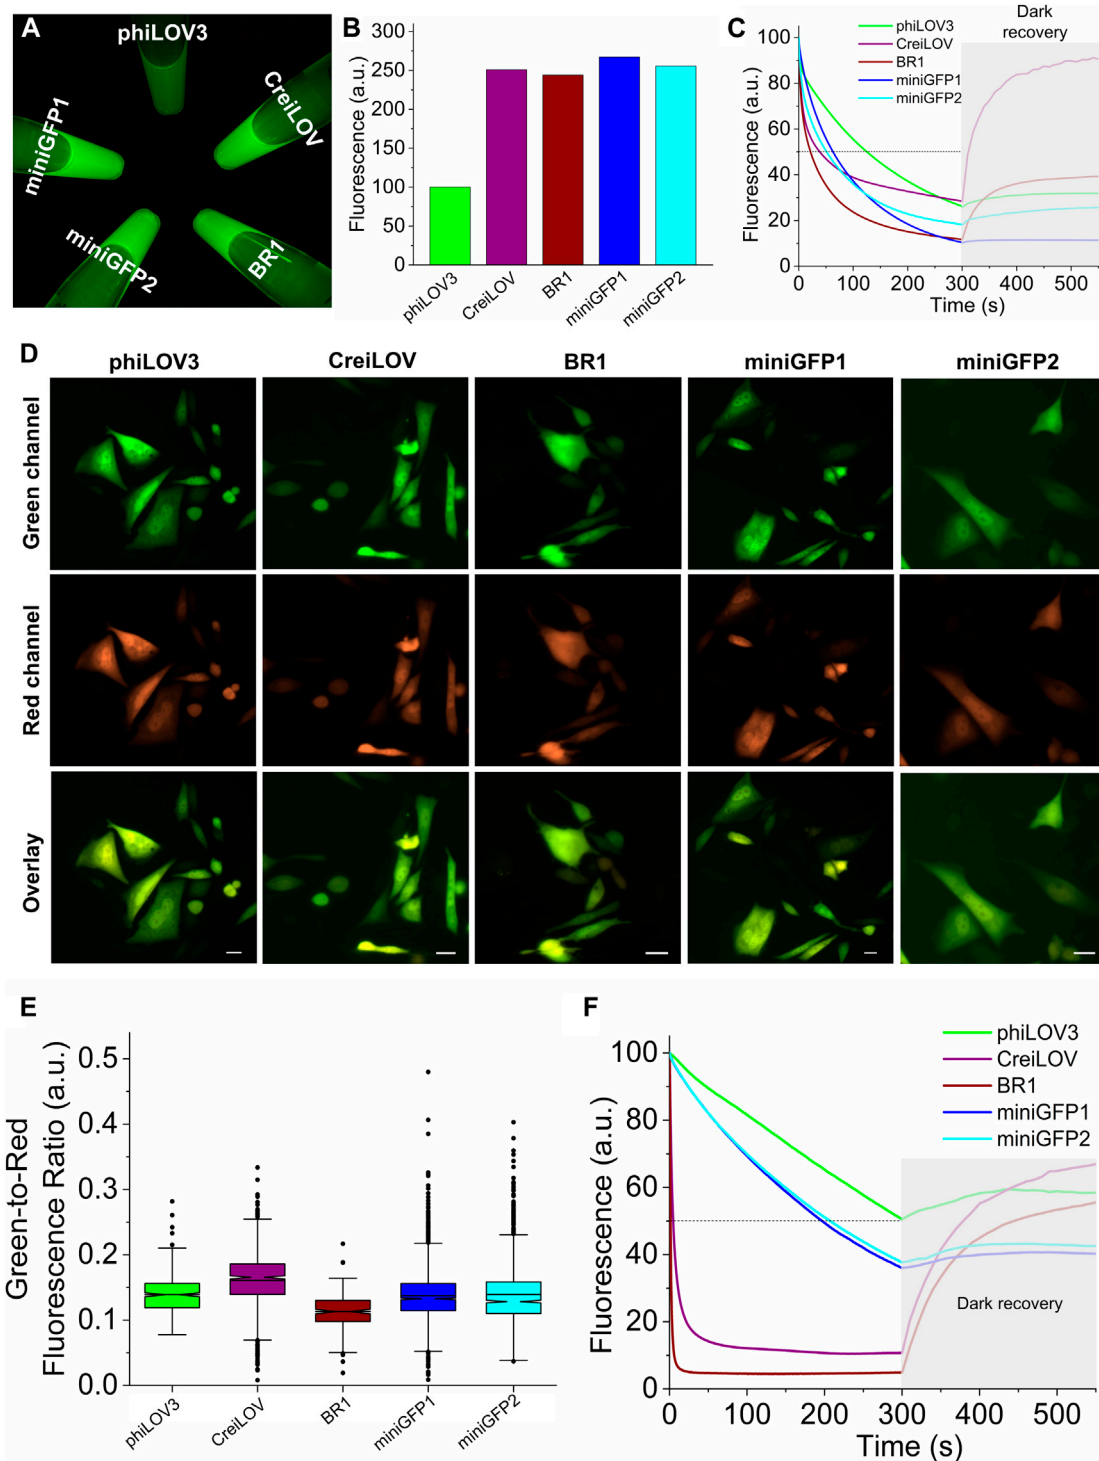 A
phiLOV3
CreiLOV
miniGFP1
miniGFP2
BR1
B
Fluorescence (a.u.)
300
250
200
150
100
50
0
phiLOV3
CreiLOV
BR1
miniGFP1
miniGFP2
C
Dark
recovery
phiLOV3
CreiLOV
BR1
miniGFP1
miniGFP2
Fluorescence (a.u.)
100
80
60
40
20
0
0 100 200 300 400 500
Time (s)
D
phiLOV3 CreiLOV BR1 miniGFP1 miniGFP2
Green channel
Red channel
Overlay
E
Green-to-Red
Fluorescence Ratio (a.u.)
0.5
0.4
0.3
0.2
0.1
0.0
phiLOV3
CreiLOV
BR1
miniGFP1
miniGFP2
F
phiLOV3
CreiLOV
BR1
miniGFP1
miniGFP2
Fluorescence (a.u.)
100
80
60
40
20
0
Dark recovery
0 100 200 300 400 500
Time (s)